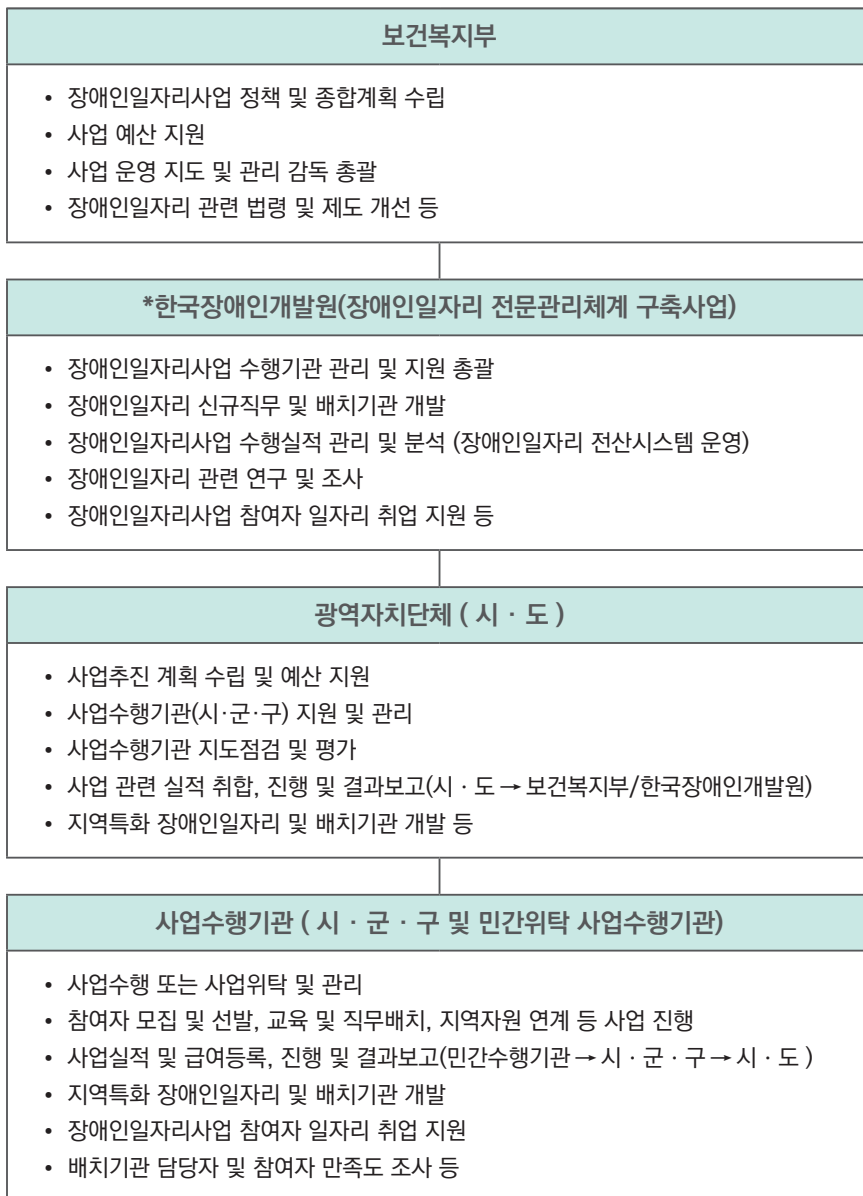 보건복지부
• 장애인일자리사업 정책 및 종합계획 수립
• 사업 예산 지원
• 사업 운영 지도 및 관리 감독 총괄
• 장애인일자리 관련 법령 및 제도 개선 등
*한국장애인개발원(장애인일자리 전문관리체계 구축사업)
• 장애인일자리사업 수행기관 관리 및 지원 총괄
• 장애인일자리 신규직무 및 배치기관 개발
• 장애인일자리사업 수행실적 관리 및 분석 (장애인일자리 전산시스템 운영)
• 장애인일자리 관련 연구 및 조사
• 장애인일자리사업 참여자 일자리 취업 지원 등
광역자치단체 ( 시 · 도 )
• 사업추진 계획 수립 및 예산 지원
• 사업수행기관(시·군·구) 지원 및 관리
• 사업수행기관 지도점검 및 평가
• 사업 관련 실적 취합, 진행 및 결과보고(시 · 도 → 보건복지부/한국장애인개발원)
• 지역특화 장애인일자리 및 배치기관 개발 등
사업수행기관 ( 시 · 군 · 구 및 민간위탁 사업수행기관)
• 사업수행 또는 사업위탁 및 관리
• 참여자 모집 및 선발, 교육 및 직무배치, 지역자원 연계 등 사업 진행
• 사업실적 및 급여등록, 진행 및 결과보고(민간수행기관 → 시 · 군 · 구 → 시 · 도 )
• 지역특화 장애인일자리 및 배치기관 개발
• 장애인일자리사업 참여자 일자리 취업 지원
• 배치기관 담당자 및 참여자 만족도 조사 등